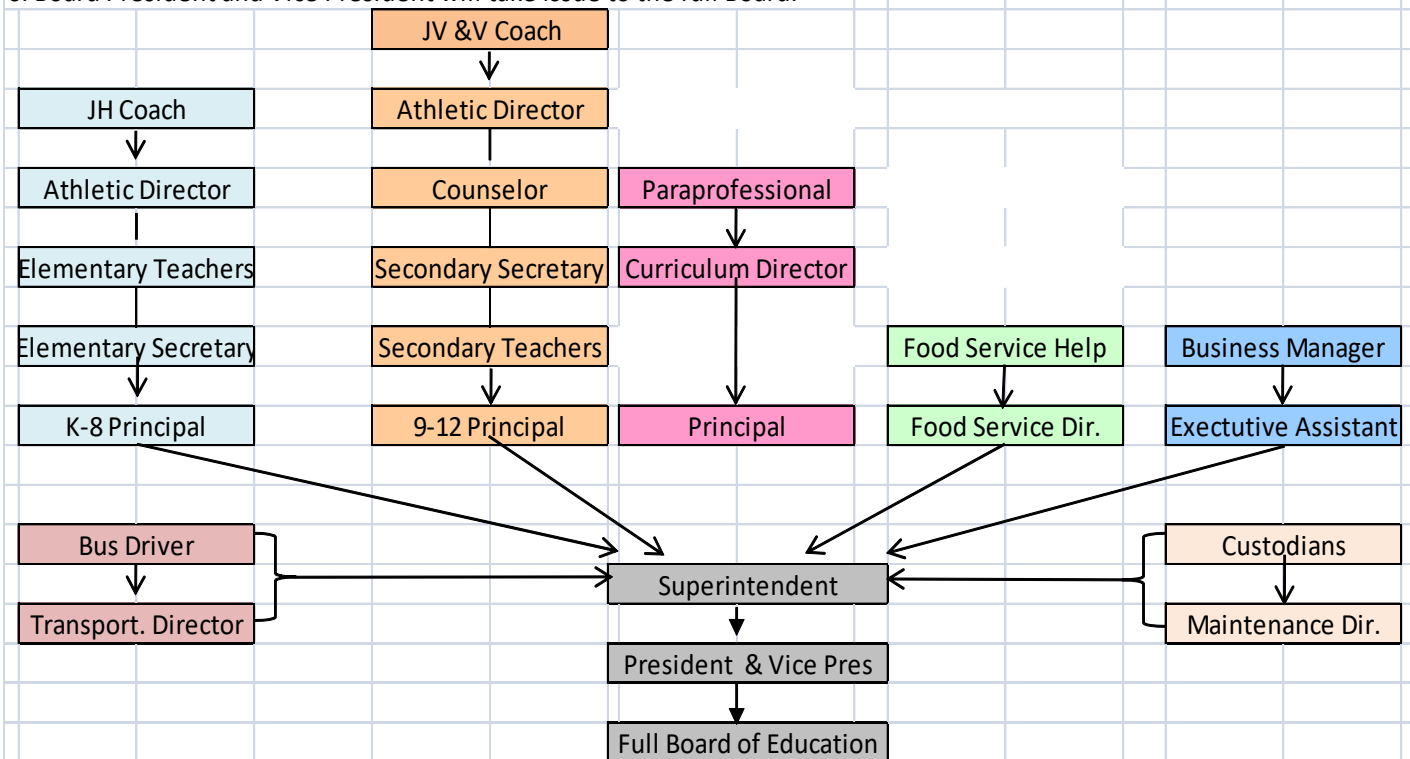 JV &V Coach
JH Coach
Athletic Director
Athletic Director
Counselor
Paraprofessional
Elementary Teachers
Secondary Secretary
Curriculum Director
Elementary Secretary
Secondary Teachers
Food Service Help
Business Manager
K-8 Principal
9-12 Principal
Principal
Food Service Dir.
Exectutive Assistant
Bus Driver
Custodians
Superintendent
Transport. Director
Maintenance Dir.
President & Vice Pres
Full Board of Education